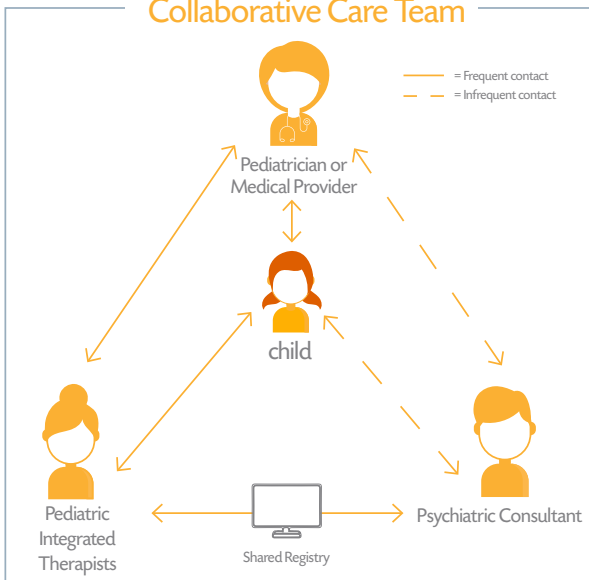 Collaborative Care Team
= Frequent contact
= Infrequent contact
Pediatrician or
Medical Provider
child
Pediatric
Integrated
Therapists
Shared Registry
Psychiatric Consultant